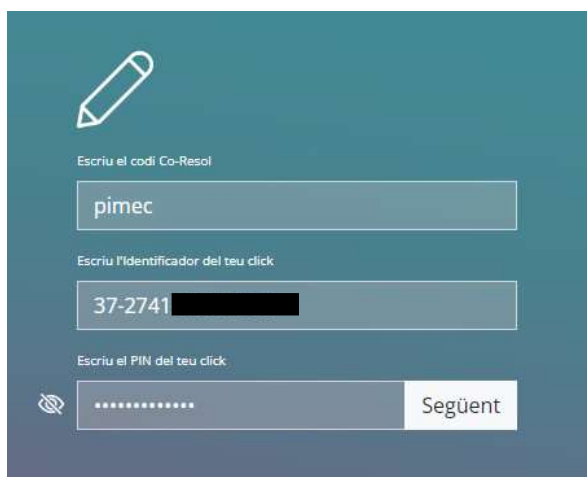 Escriu el codi Co-Resol
pimec
Escriu l'Identificador del teu click
37-2741
Escriu el PIN del teu click
•••••••••••••
Següent